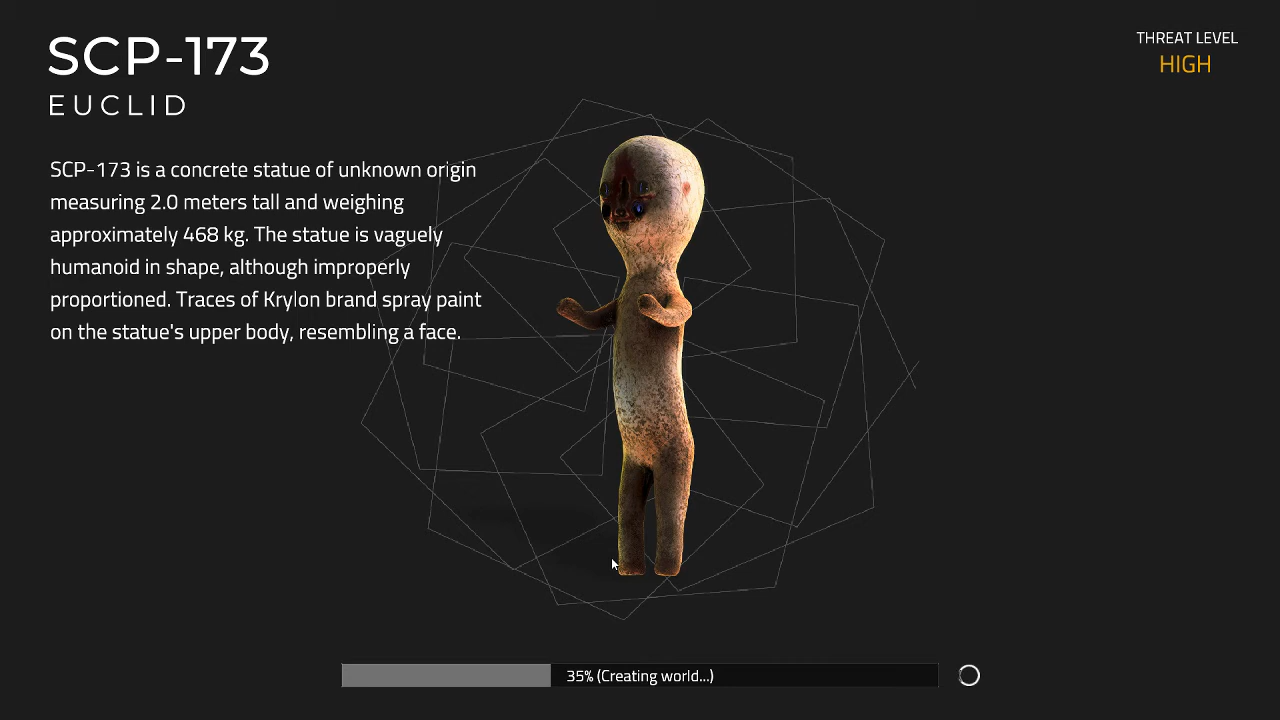 SCP-173
EUCLID
THREAT LEVEL
HIGH
SCP-173 is a concrete statue of unknown origin
measuring 2.0 meters tall and weighing
approximately 468 kg. The statue is vaguely
humanoid in shape, although improperly
proportioned. Traces of Krylon brand spray paint
on the statue's upper body, resembling a face.
35% (Creating world...)